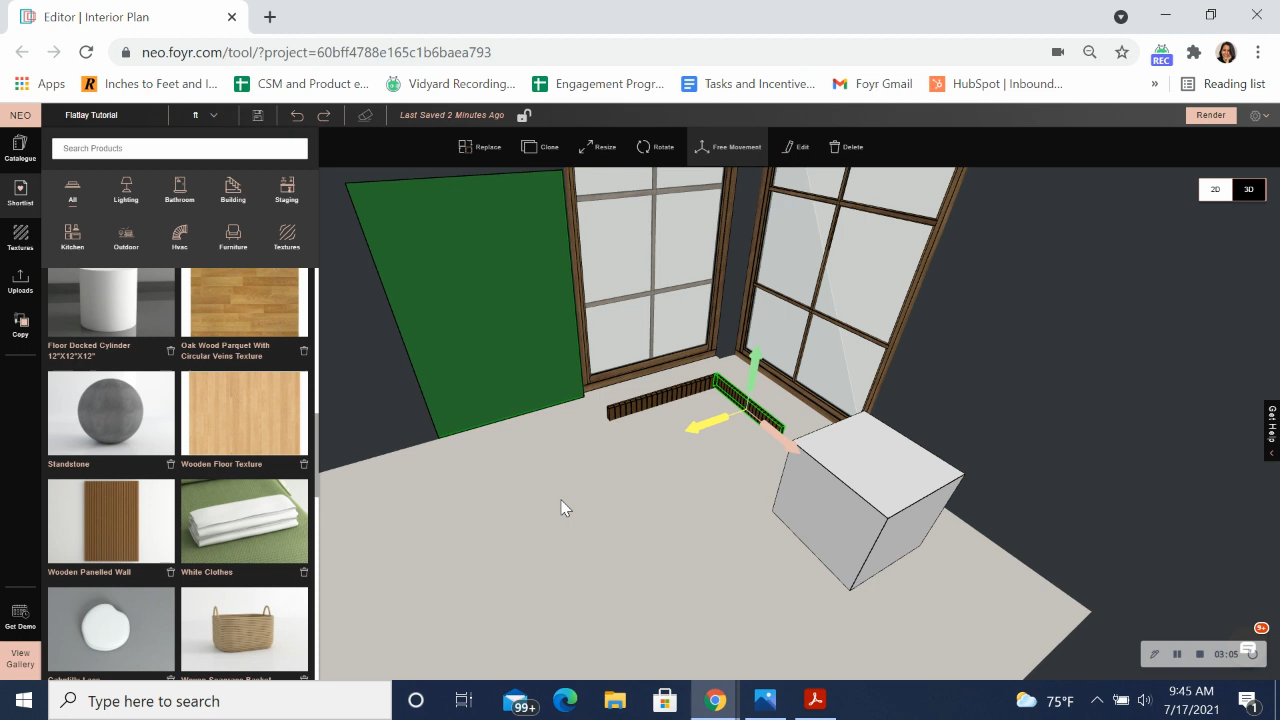 Editor | Interior Plan
neo.foyr.com/tool/?project=60bff4788e165c1b6baea793
REC
Apps
Inches to Feet and I...
CSM and Product e...
Vidyard Recording...
Engagement Progr...
Tasks and Incentive...
Foyr Gmail
HubSpot | Inbound...
»
Reading list
NEO
Flatlay Tutorial
ft
Last Saved 2 Minutes Ago
Render
Catalogue
Shortlist
Textures
Uploads
Copy
Get Demo
View
Gallery
Search Products
All
Lighting
Bathroom
Building
Staging
Kitchen
Outdoor
Hvac
Furniture
Textures
Floor Docked Cylinder
12"X12"X12"
Oak Wood Parquet With
Circular Veins Texture
Standstone
Wooden Floor Texture
Wooden Panelled Wall
White Clothes
Replace
Clone
Resize
Rotate
Free Movement
Edit
Delete
2D
3D
Get Help
9+
03:05
Type here to search
99+
75°F
9:45 AM
7/17/2021
1